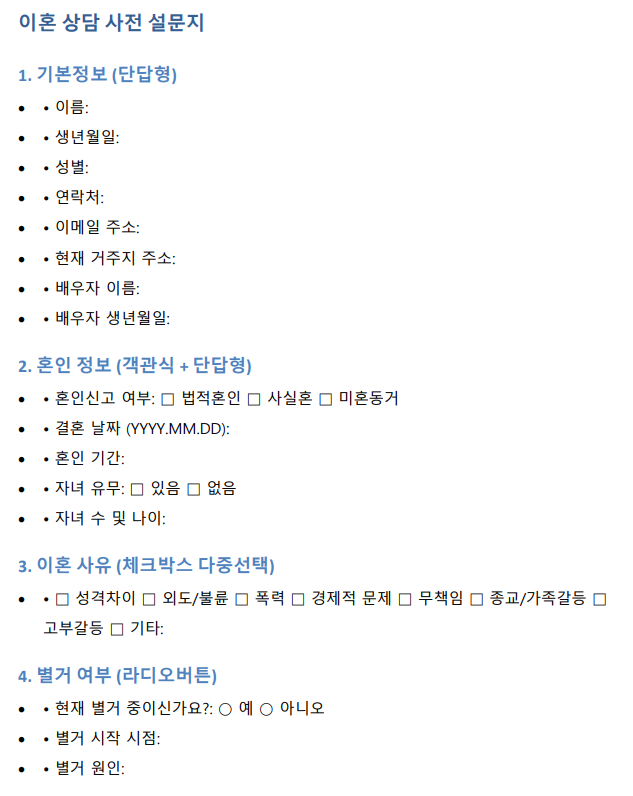 이혼 상담 사전 설문지
1. 기본정보 (단답형)
• • 이름:
• • 생년월일:
• • 성별:
• • 연락처:
• • 이메일 주소:
• • 현재 거주지 주소:
• • 배우자 이름:
• • 배우자 생년월일:
2. 혼인 정보 (객관식 + 단답형)
• • 혼인신고 여부: □ 법적혼인 □ 사실혼 □ 미혼동거
• • 결혼 날짜 (YYYY.MM.DD):
• • 혼인 기간:
• • 자녀 유무: □ 있음 □ 없음
• • 자녀 수 및 나이:
3. 이혼 사유 (체크박스 다중선택)
• • □ 성격차이 □ 외도/불륜 □ 폭력 □ 경제적 문제 □ 무책임 □ 종교/가족갈등 □
고부갈등 □ 기타:
4. 별거 여부 (라디오버튼)
• • 현재 별거 중이신가요?: ○ 예 ○ 아니오
• • 별거 시작 시점:
• • 별거 원인: